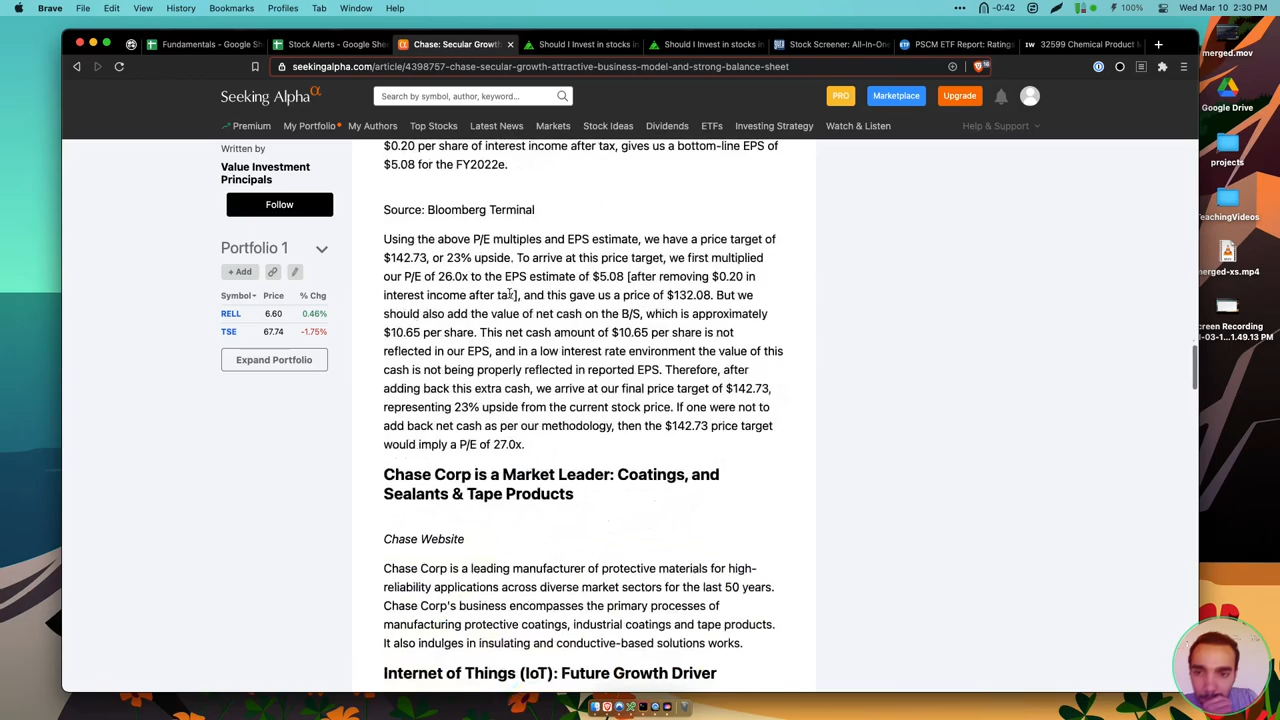 Brave File Edit View History Bookmarks Profiles Tab Window Help
-0:42 100% Wed Mar 10 2:30 PM
Fundamentals - Google Sh
Stock Alerts - Google Shee
Chase: Secular Growth
Should I Invest in stocks in
Should I Invest in stocks in
Stock Screener: All-In-One
PSCM ETF Report: Ratings
32599 Chemical Product M
seekingalpha.com/article/4398757-chase-secular-growth-attractive-business-model-and-strong-balance-sheet
Seeking Alpha α
Search by symbol, author, keyword...
PRO Marketplace Upgrade
Premium My Portfolio My Authors Top Stocks Latest News Markets Stock Ideas Dividends ETFs Investing Strategy Watch & Listen Help & Support
Written by
Value Investment
Principals
Follow
Portfolio 1
+ Add
Symbol Price % Chg
RELL 6.60 0.46%
TSE 67.74 -1.75%
Expand Portfolio
$0.20 per share of interest income after tax, gives us a bottom-line EPS of
$5.08 for the FY2022e.
Source: Bloomberg Terminal
Using the above P/E multiples and EPS estimate, we have a price target of
$142.73, or 23% upside. To arrive at this price target, we first multiplied
our P/E of 26.0x to the EPS estimate of $5.08 [after removing $0.20 in
interest income after tax], and this gave us a price of $132.08. But we
should also add the value of net cash on the B/S, which is approximately
$10.65 per share. This net cash amount of $10.65 per share is not
reflected in our EPS, and in a low interest rate environment the value of this
cash is not being properly reflected in reported EPS. Therefore, after
adding back this extra cash, we arrive at our final price target of $142.73,
representing 23% upside from the current stock price. If one were not to
add back net cash as per our methodology, then the $142.73 price target
would imply a P/E of 27.0x.
Chase Corp is a Market Leader: Coatings, and
Sealants & Tape Products
Chase Website
Chase Corp is a leading manufacturer of protective materials for high-
reliability applications across diverse market sectors for the last 50 years.
Chase Corp's business encompasses the primary processes of
manufacturing protective coatings, industrial coatings and tape products.
It also indulges in insulating and conductive-based solutions works.
Internet of Things (IoT): Future Growth Driver
merged.mov
Google Drive
projects
TeachingVideos
merged-xs.mp4
creen Recording
-03-1...1.49.13 PM